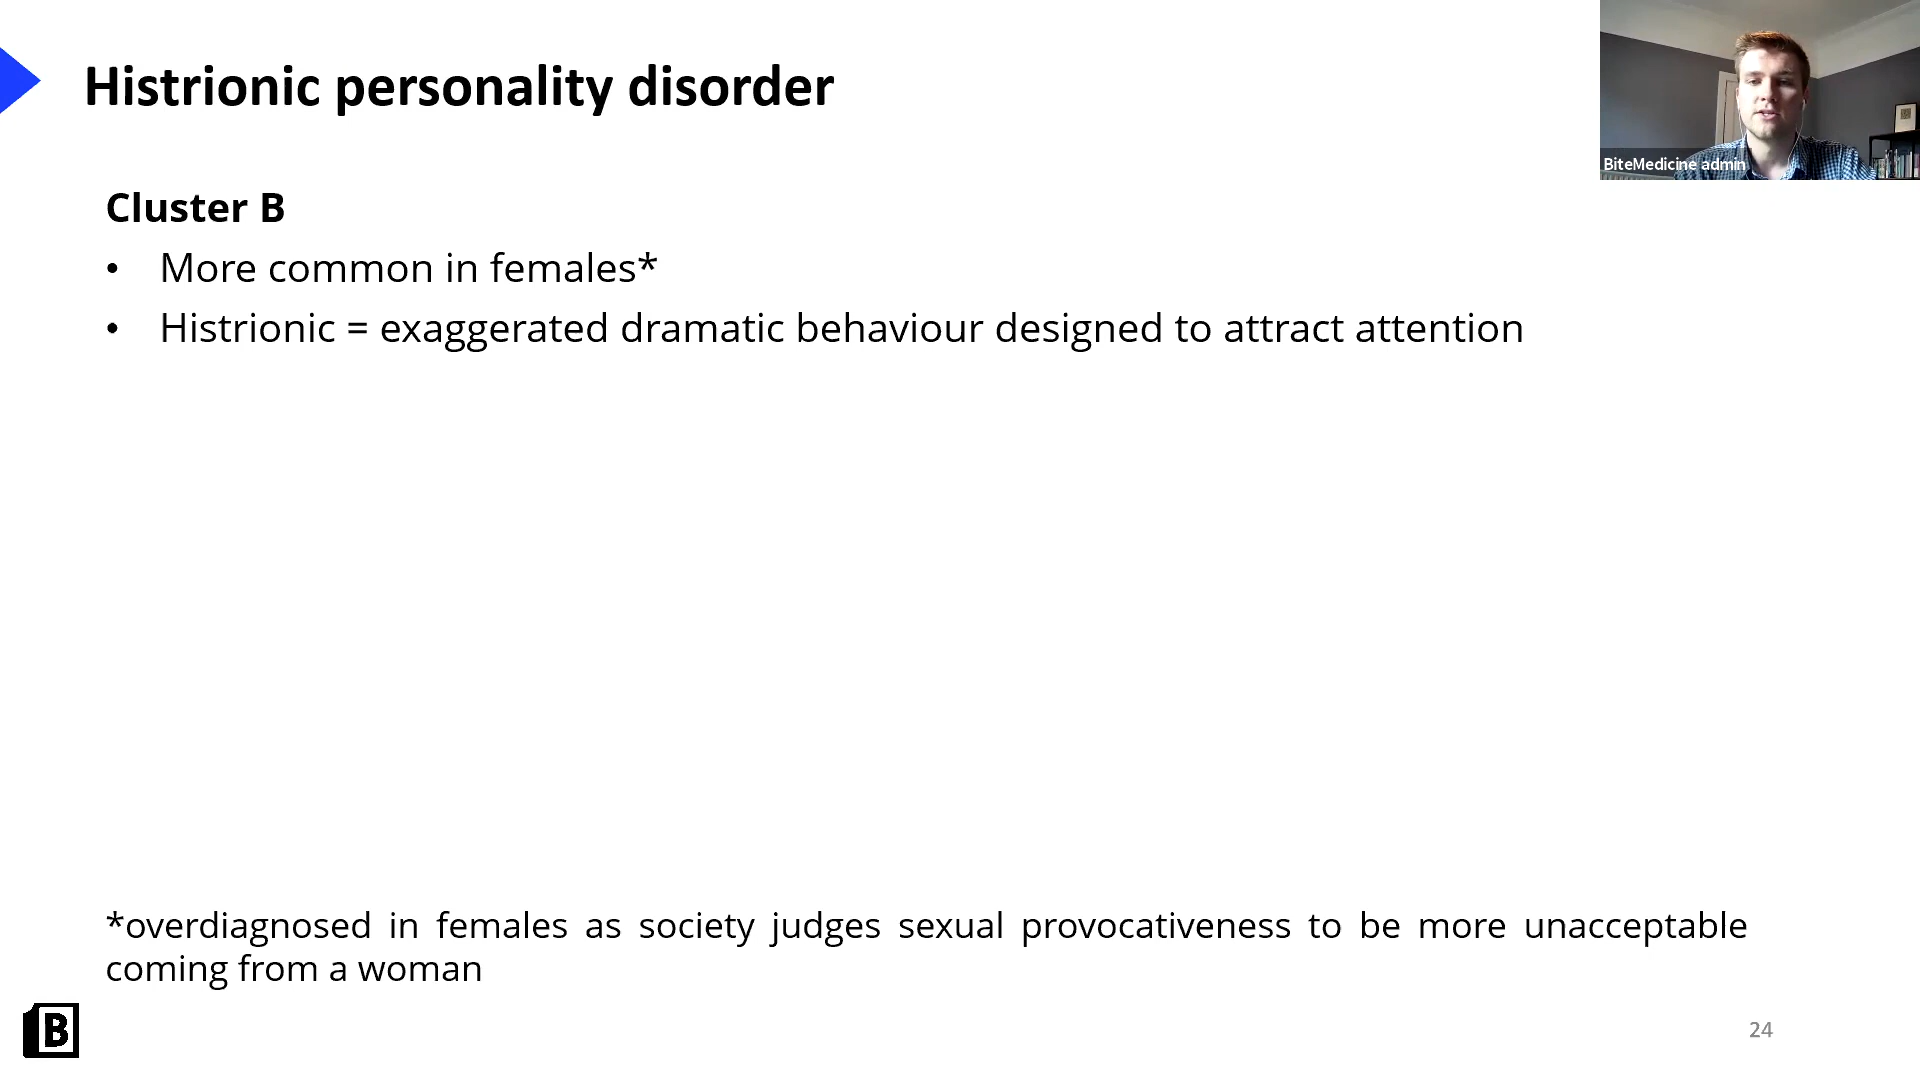 Histrionic personality disorder
BiteMedicine admin
Cluster B
• More common in females*
• Histrionic = exaggerated dramatic behaviour designed to attract attention
*overdiagnosed in females as society judges sexual provocativeness to be more unacceptable
coming from a woman
B
24